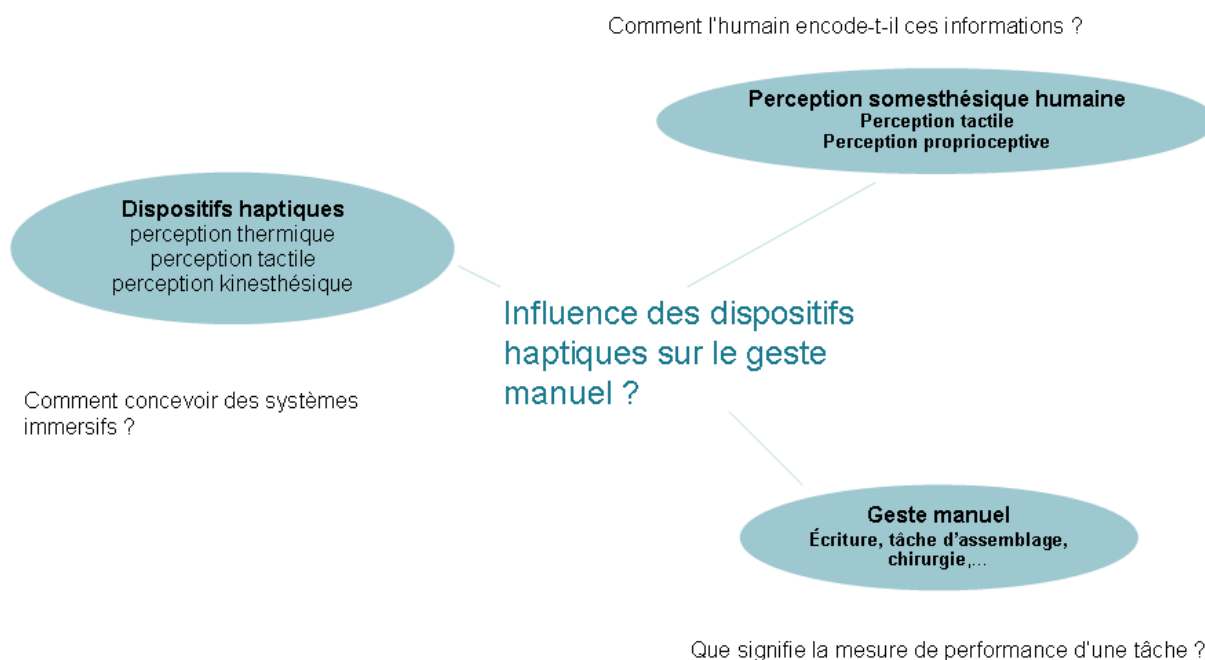 Comment l'humain encode-t-il ces informations ?
Perception somesthésique humaine
Perception tactile
Perception proprioceptive
Dispositifs haptiques
perception thermique
perception tactile
perception kinesthésique
Influence des dispositifs
haptiques sur le geste
manuel ?
Comment concevoir des systèmes
immersifs ?
Geste manuel
Écriture, tâche d'assemblage,
chirurgie,...
Que signifie la mesure de performance d'une tâche ?